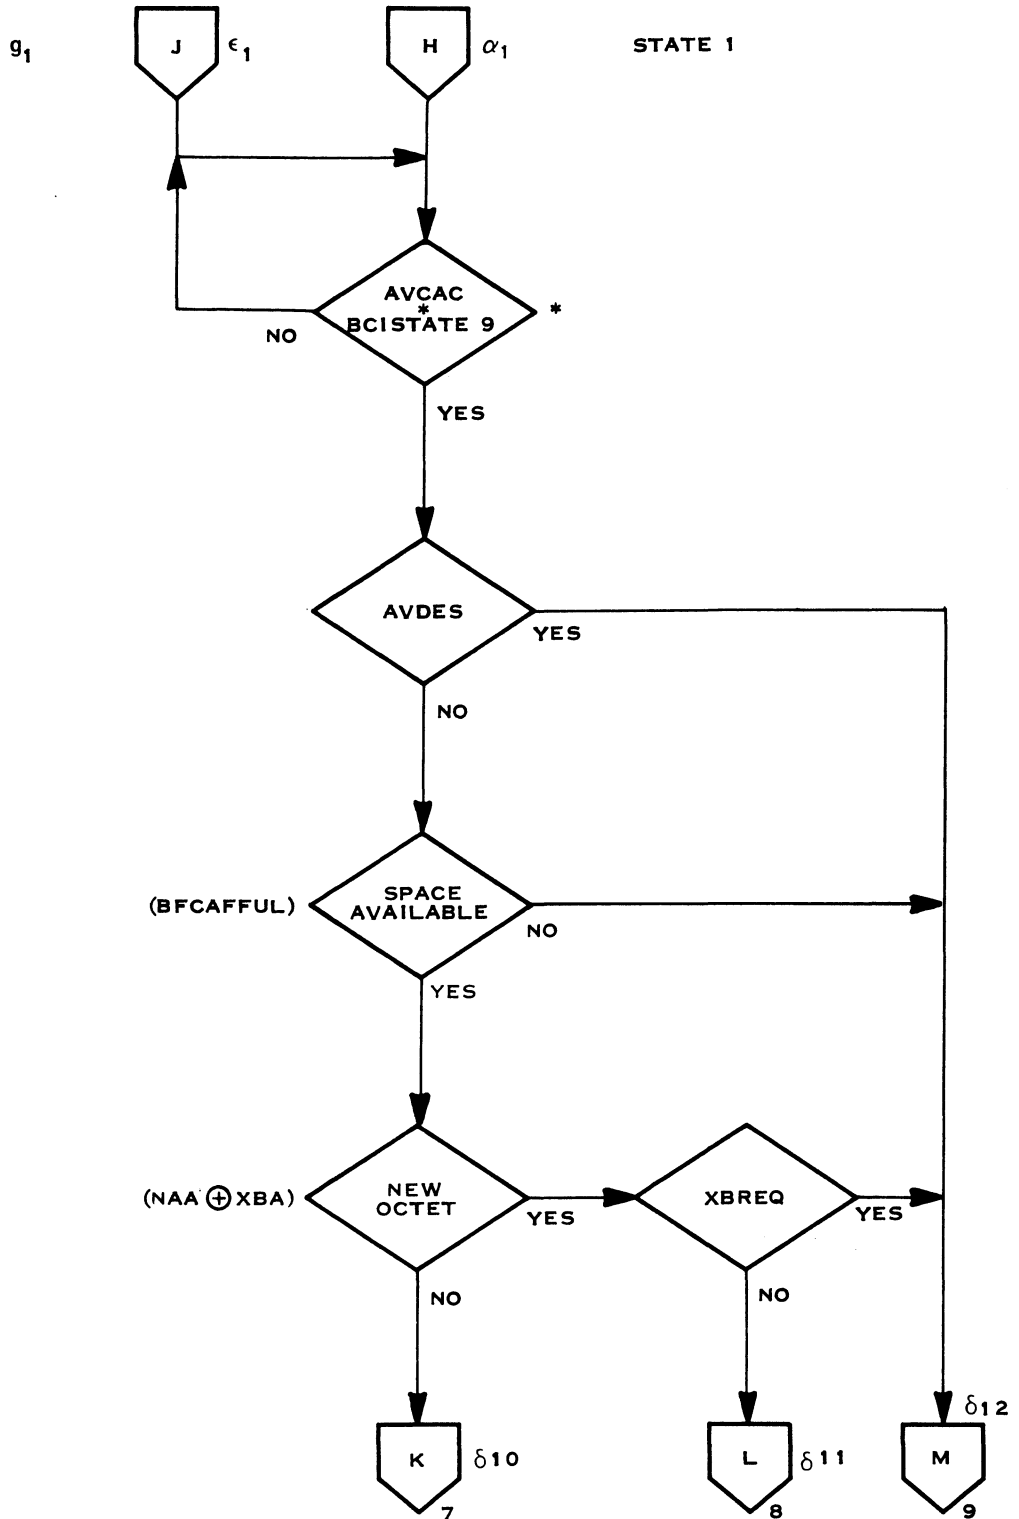 g₁ J ϵ₁ H α₁ STATE 1
AVCAC
*
BCISTATE 9 *
NO
YES
AVDES
YES
NO
(BFCAFFUL) SPACE
AVAILABLE
NO
YES
(NAA ⊕ XBA) NEW
OCTET
YES
XBREQ
YES
NO
NO
δ12
K δ10 L δ11 M
7 8 9